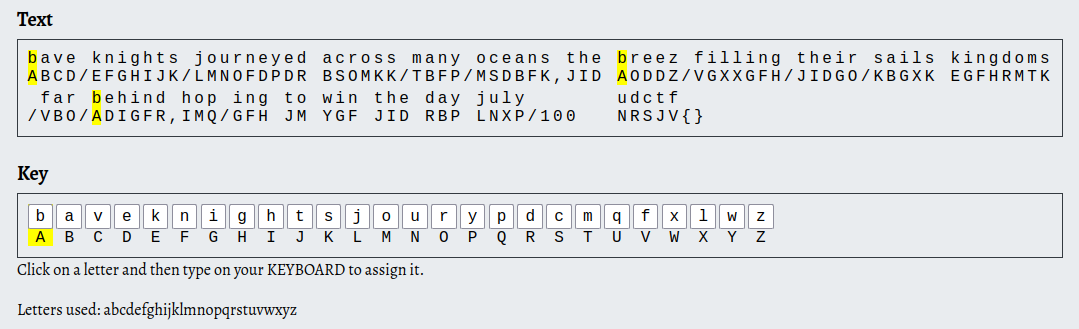 Text
bave knights journeyed across many oceans the breez filling their sails kingdoms
ABCD/EFGHIJK/LMNOFDPDR BSOMKK/TBFP/MSDBFK,JID AODDZ/VGXXGFH/JIDGO/KBGXK EGFHRMTK
far behind hop ing to win the day july udctf
/VBO/ADIGFR,IMQ/GFH JM YGF JID RBP LNXP/100 NRSJV{}
Key
b a v e k n i g h t s j o u r y p d c m q f x l w z
A B C D E F G H I J K L M N O P Q R S T U V W X Y Z
Click on a letter and then type on your KEYBOARD to assign it.
Letters used: abcdefghijklmnopqrstuvwxyz